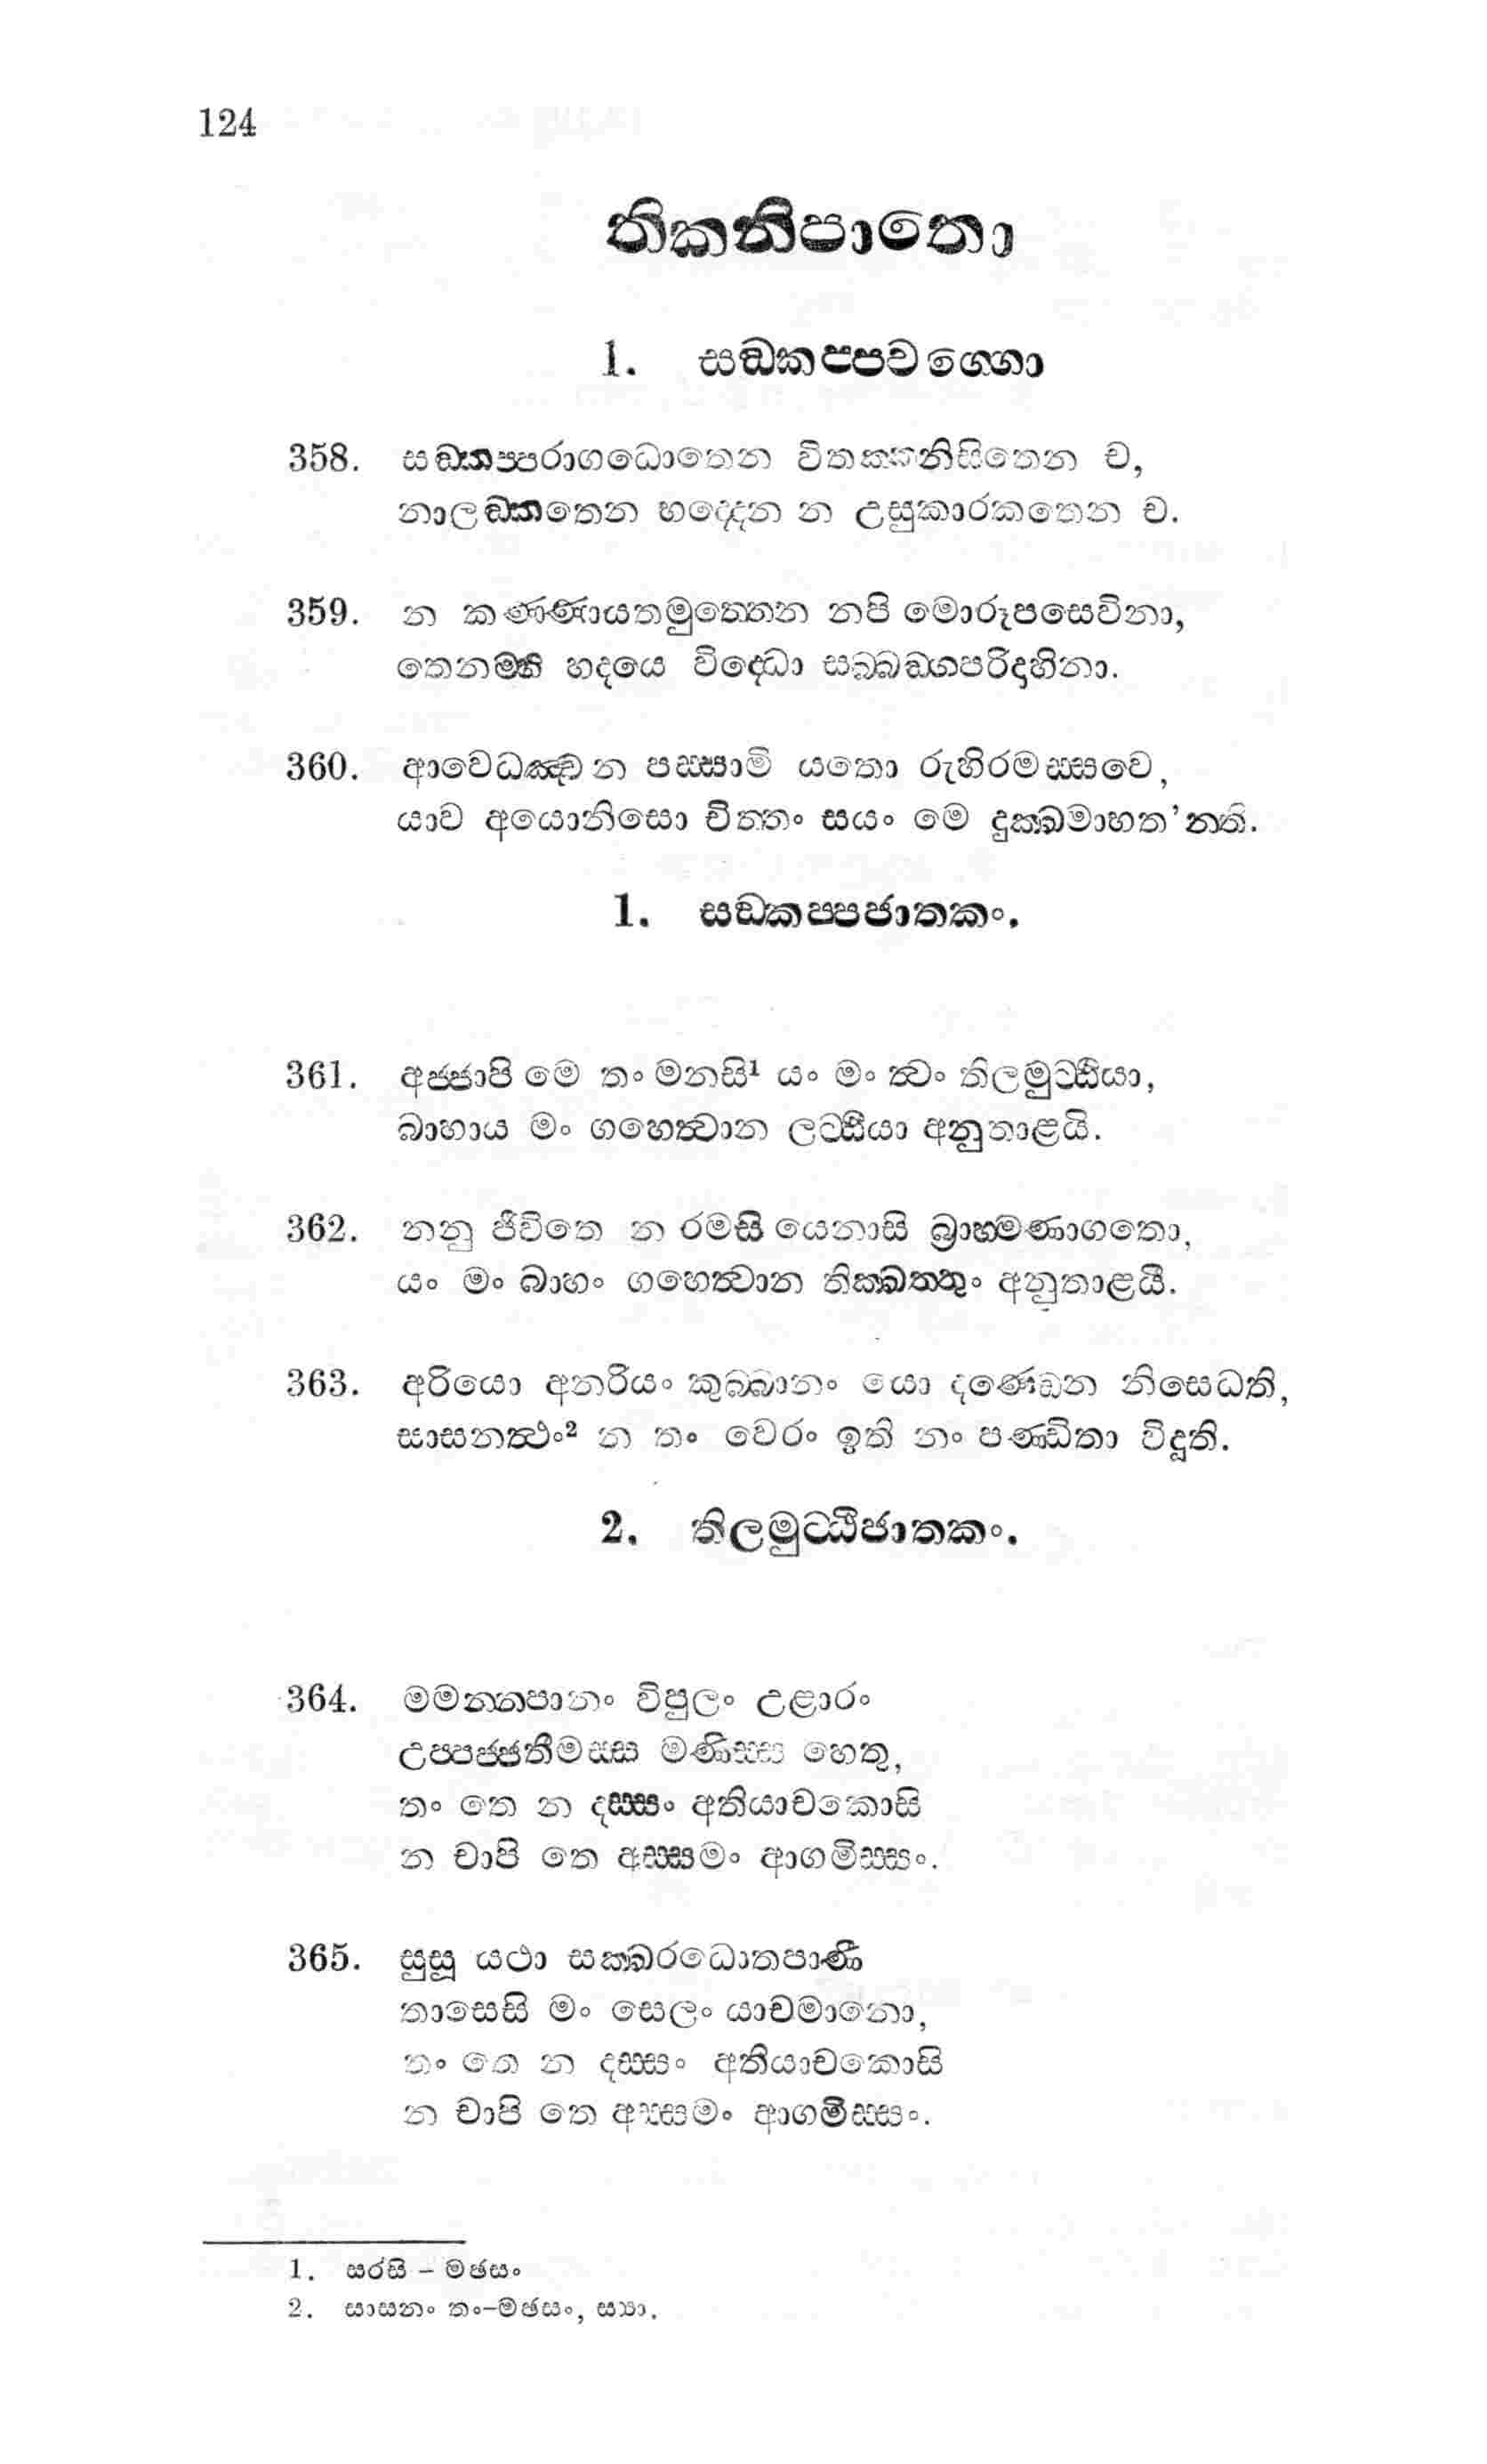 124
තිකනිපාතො
1. සඞ්කප්පවග්ගො
358. සඞ්කප්පරාගධොතෙන විතක්කනිසිතෙන ච,
නාලඞ්කතෙන භද්දෙන න උසුකාරකතෙන ච.
359. න කණ්ණායතමුත්තෙන නපි මොරූපසෙවිනා,
තෙනම්හි හදයෙ විද්ධො සබ්බඞ්ගපරිදාහිනා.
360. ආවෙධඤ්ච න පස්සාමි යතො රුහිරමස්සවෙ,
යාව අයොනිසො චිත්තං සයං මෙ දුක්ඛමාභත'න්ති.
1. සඞ්කප්පජාතකං.
361. අජ්ජාපි මෙ තං මනසි¹ යං මං ත්වං තිලමුට්ඨියා,
බාහාය මං ගහෙත්වාන ලට්ඨියා අනුතාළයි.
362. නනු ජීවිතෙ න රමසි යෙනාසි බ්‍රාහ්මණාගතො,
යං මං බාහං ගහෙත්වාන තික්ඛත්තුං අනුතාළයී.
363. අරියො අනරියං කුබ්බානං යො දණ්ඩෙන නිසෙධති,
සාසනත්ථං² න තං වෙරං ඉති නං පණ්ඩිතා විදූති.
2. තිලමුට්ඨිජාතකං.
364. මමන්නපානං විපුලං උළාරං
උප්පජ්ජතීමස්ස මණිස්ස හෙතු,
තං තෙ න දස්සං අතියාචකොසි
න චාපි තෙ අස්සමං ආගමිස්සං.
365. සුසූ යථා සක්ඛරධොතපාණී
තාසෙසි මං සෙලං යාචමානො,
තං තෙ න දස්සං අතියාචකොසි
න චාපි තෙ අස්සමං ආගමිස්සං.
1. සරසි – මඡසං
2. සාසනං තං–මඡසං, ස්‍යා.